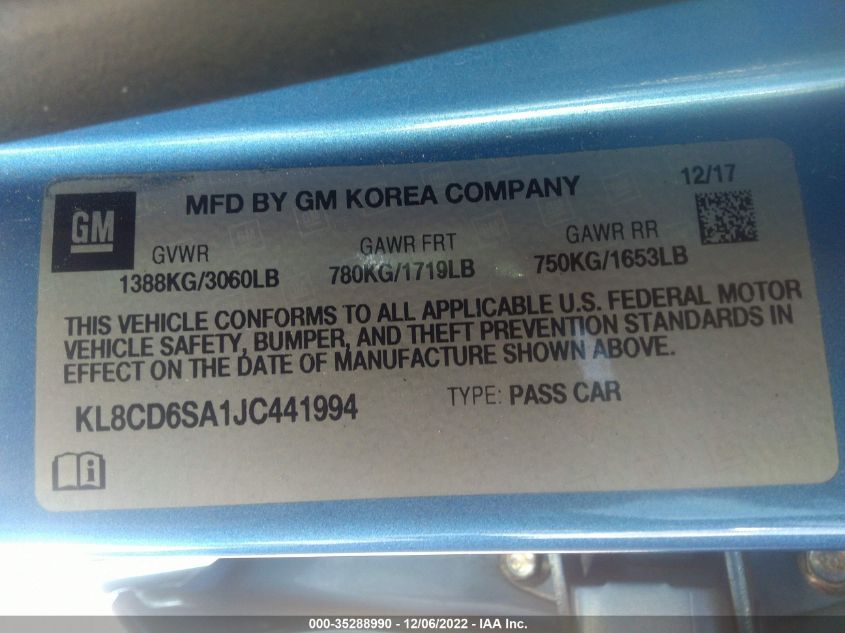 MFD BY GM KOREA COMPANY
12/17
GM
GVWR
1388KG/3060LB
GAWR FRT
780KG/1719LB
GAWR RR
750KG/1653LB
THIS VEHICLE CONFORMS TO ALL APPLICABLE U.S. FEDERAL MOTOR
VEHICLE SAFETY, BUMPER, AND THEFT PREVENTION STANDARDS IN
EFFECT ON THE DATE OF MANUFACTURE SHOWN ABOVE.
KL8CD6SA1JC441994
TYPE: PASS CAR
i
000-35288990 - 12/06/2022 - IAA Inc.